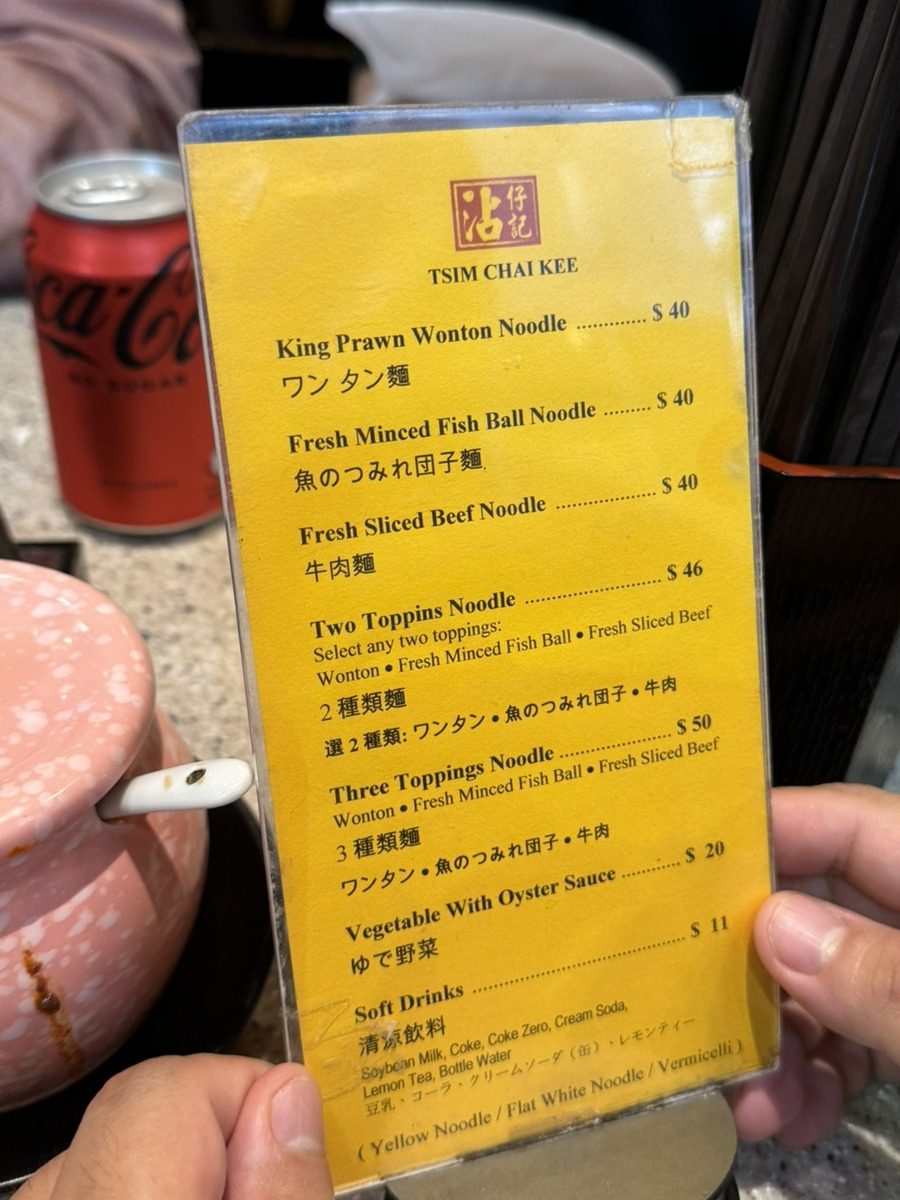 Coca-Cola
NO SUGAR
沾仔記
TSIM CHAI KEE
King Prawn Wonton Noodle ............. $ 40
ワン タン麵
Fresh Minced Fish Ball Noodle ......... $ 40
魚のつみれ団子麵
Fresh Sliced Beef Noodle .................. $ 40
牛肉麵
Two Toppins Noodle ......................... $ 46
Select any two toppings:
Wonton ● Fresh Minced Fish Ball ● Fresh Sliced Beef
2 種類麵
選 2 種類: ワンタン ● 魚のつみれ団子 ● 牛肉
Three Toppings Noodle .................... $ 50
Wonton ● Fresh Minced Fish Ball ● Fresh Sliced Beef
3 種類麵
ワンタン ● 魚のつみれ団子 ● 牛肉
Vegetable With Oyster Sauce ........... $ 20
ゆで野菜
Soft Drinks ........................................ $ 11
清涼飲料
Soybean Milk, Coke, Coke Zero, Cream Soda,
Lemon Tea, Bottle Water
豆乳、コーラ、クリームソーダ（缶）、レモンティー
( Yellow Noodle / Flat White Noodle / Vermicelli )